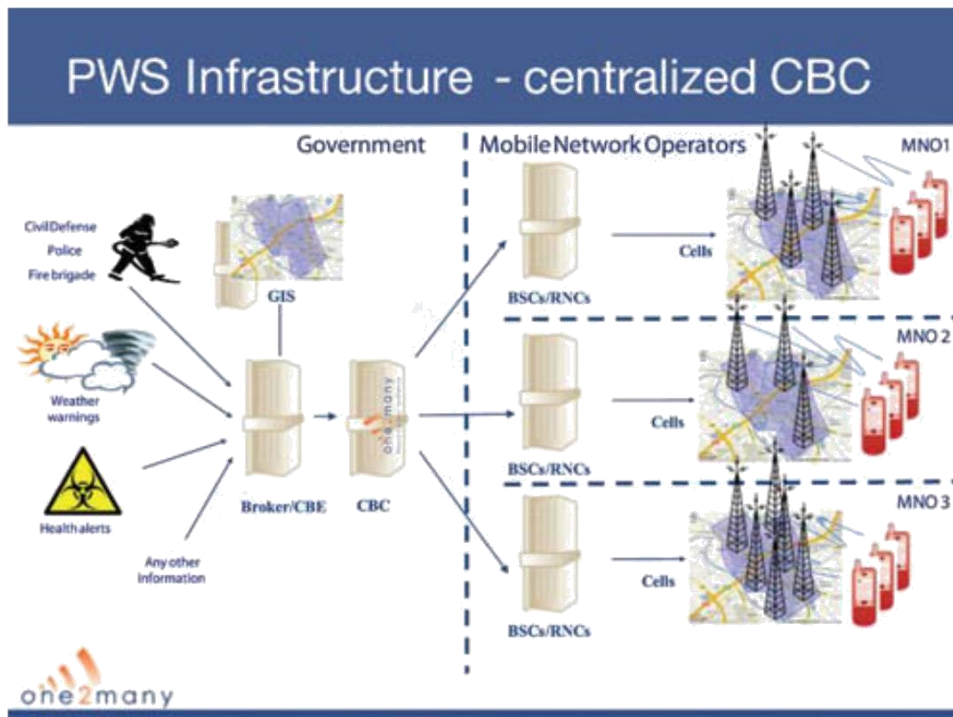 PWS Infrastructure - centralized CBC
Government
Mobile Network Operators
MNO1
Civil Defense
Police
Fire brigade
GIS
Cells
BSCs/RNCs
MNO 2
Weather
warnings
one2many
Cells
BSCs/RNCs
Broker/CBE
CBC
MNO 3
Health alerts
Any other
Information
Cells
BSCs/RNCs
one2many